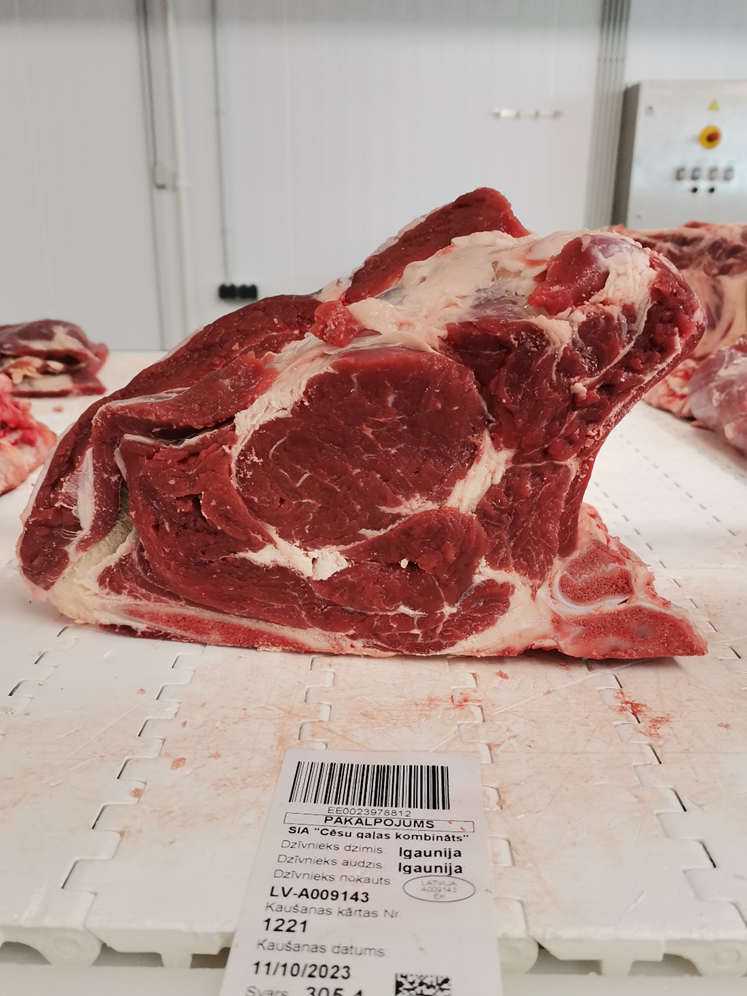 EE0023978812
PAKALPOJUMS
SIA "Cēsu gaļas kombināts"
Dzīvnieks dzimis: Igaunija
Dzīvnieks audzis: Igaunija
Dzīvnieks nokauts
LV-A009143
LATVIJA
A009143
EK
Kaušanas kārtas Nr.
1221
Kaušanas datums
11/10/2023
Svars 305.4